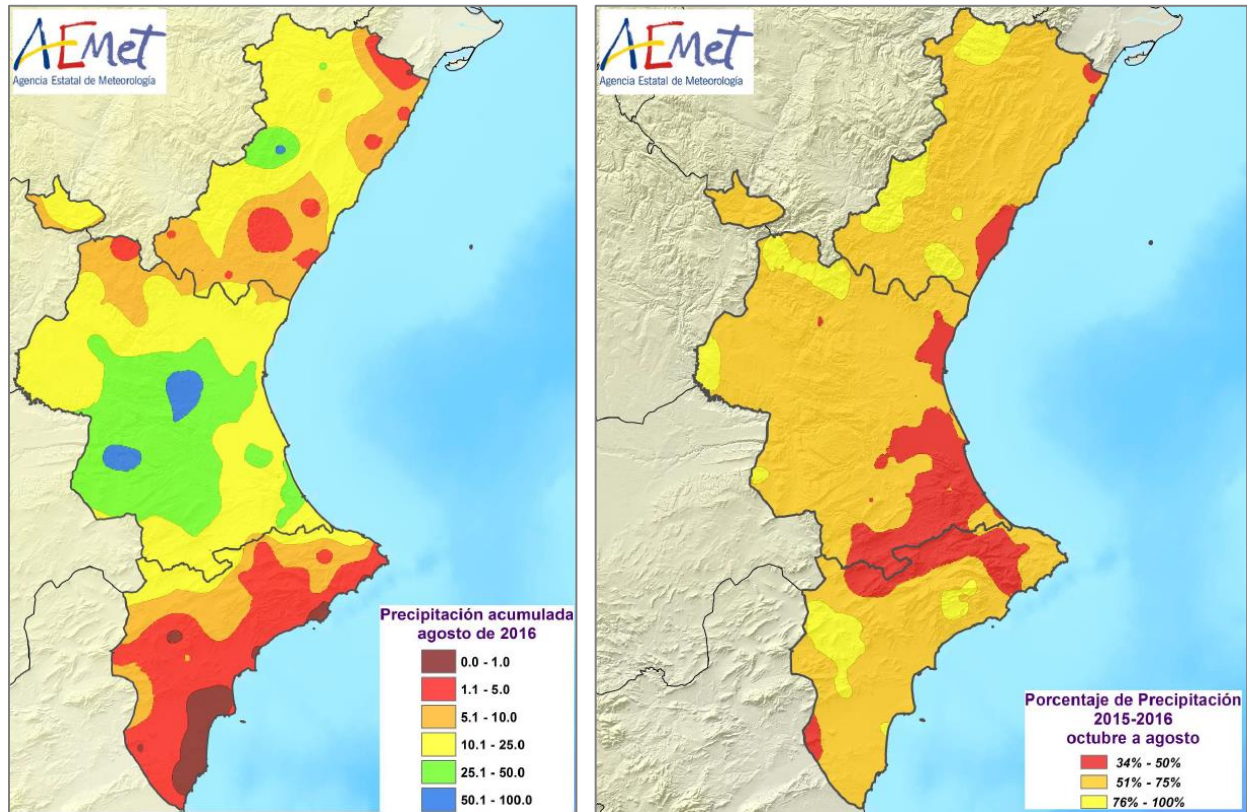 AEMet
Agencia Estatal de Meteorología
Precipitación acumulada
agosto de 2016
0.0 - 1.0
1.1 - 5.0
5.1 - 10.0
10.1 - 25.0
25.1 - 50.0
50.1 - 100.0
AEMet
Agencia Estatal de Meteorología
Porcentaje de Precipitación
2015-2016
octubre a agosto
34% - 50%
51% - 75%
76% - 100%